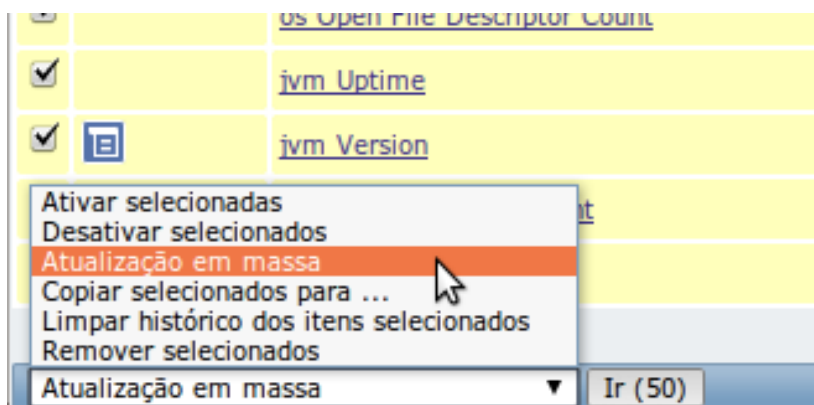 os Open File Descriptor Count
jvm Uptime
jvm Version
nt
Ativar selecionadas
Desativar selecionados
Atualização em massa
Copiar selecionados para ...
Limpar histórico dos itens selecionados
Remover selecionados
Atualização em massa
Ir (50)